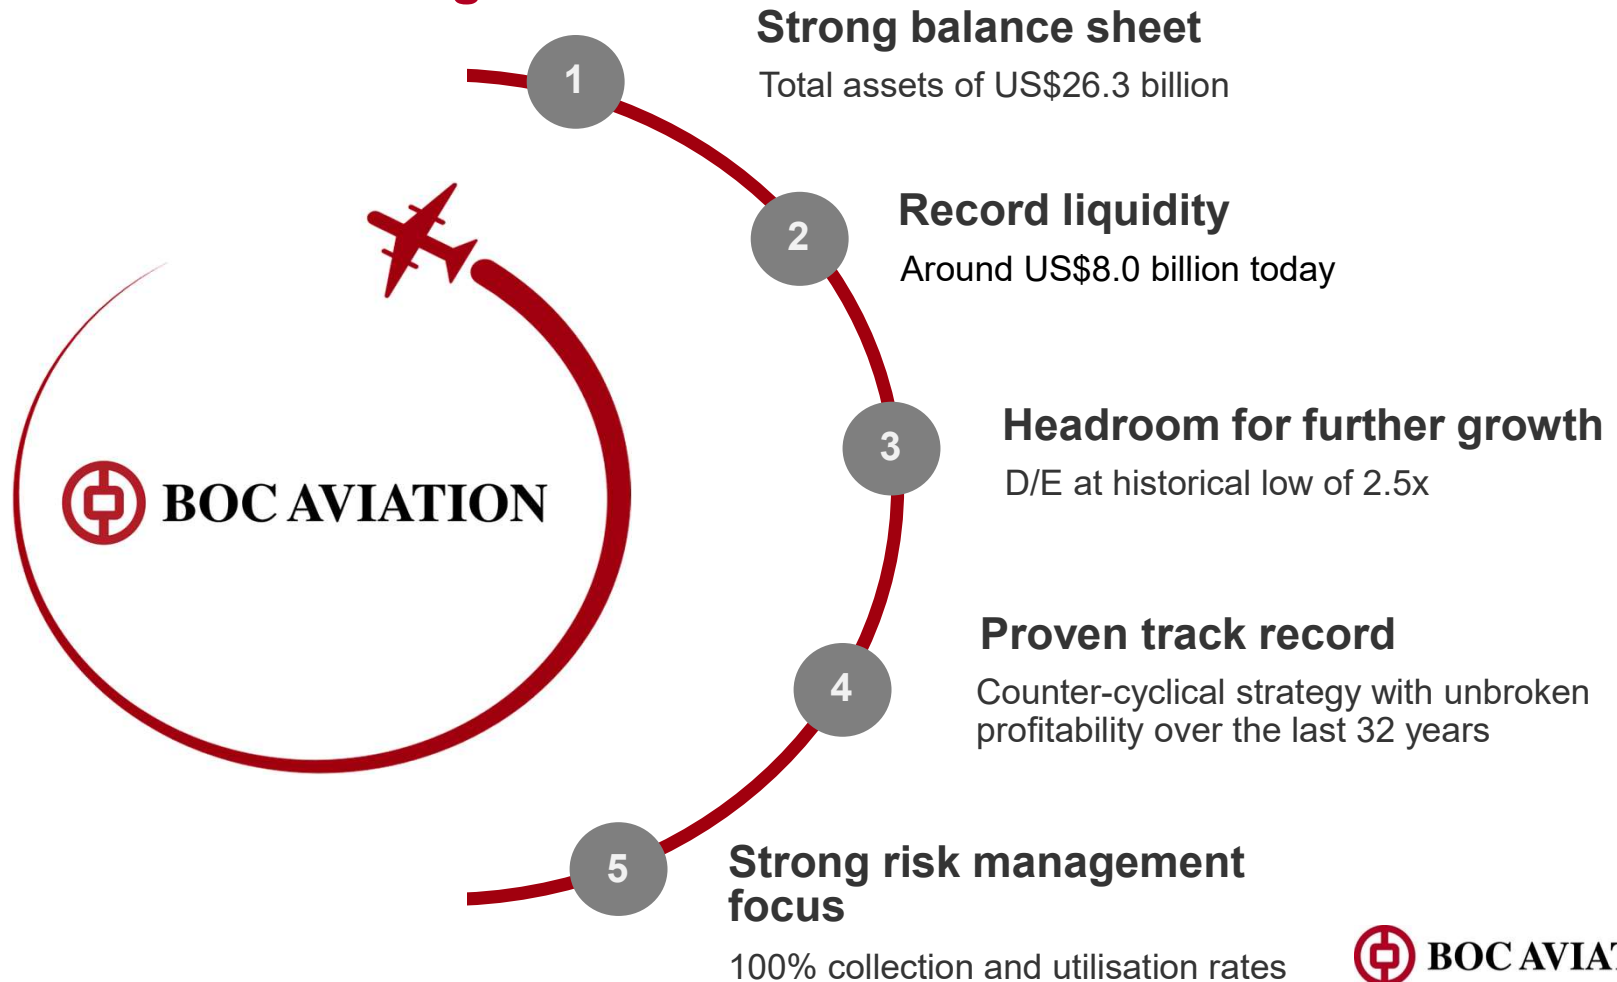 1
Strong balance sheet
Total assets of US$26.3 billion
2
Record liquidity
Around US$8.0 billion today
3
Headroom for further growth
D/E at historical low of 2.5x
BOC AVIATION
4
Proven track record
Counter-cyclical strategy with unbroken
profitability over the last 32 years
5
Strong risk management
focus
100% collection and utilisation rates
BOC